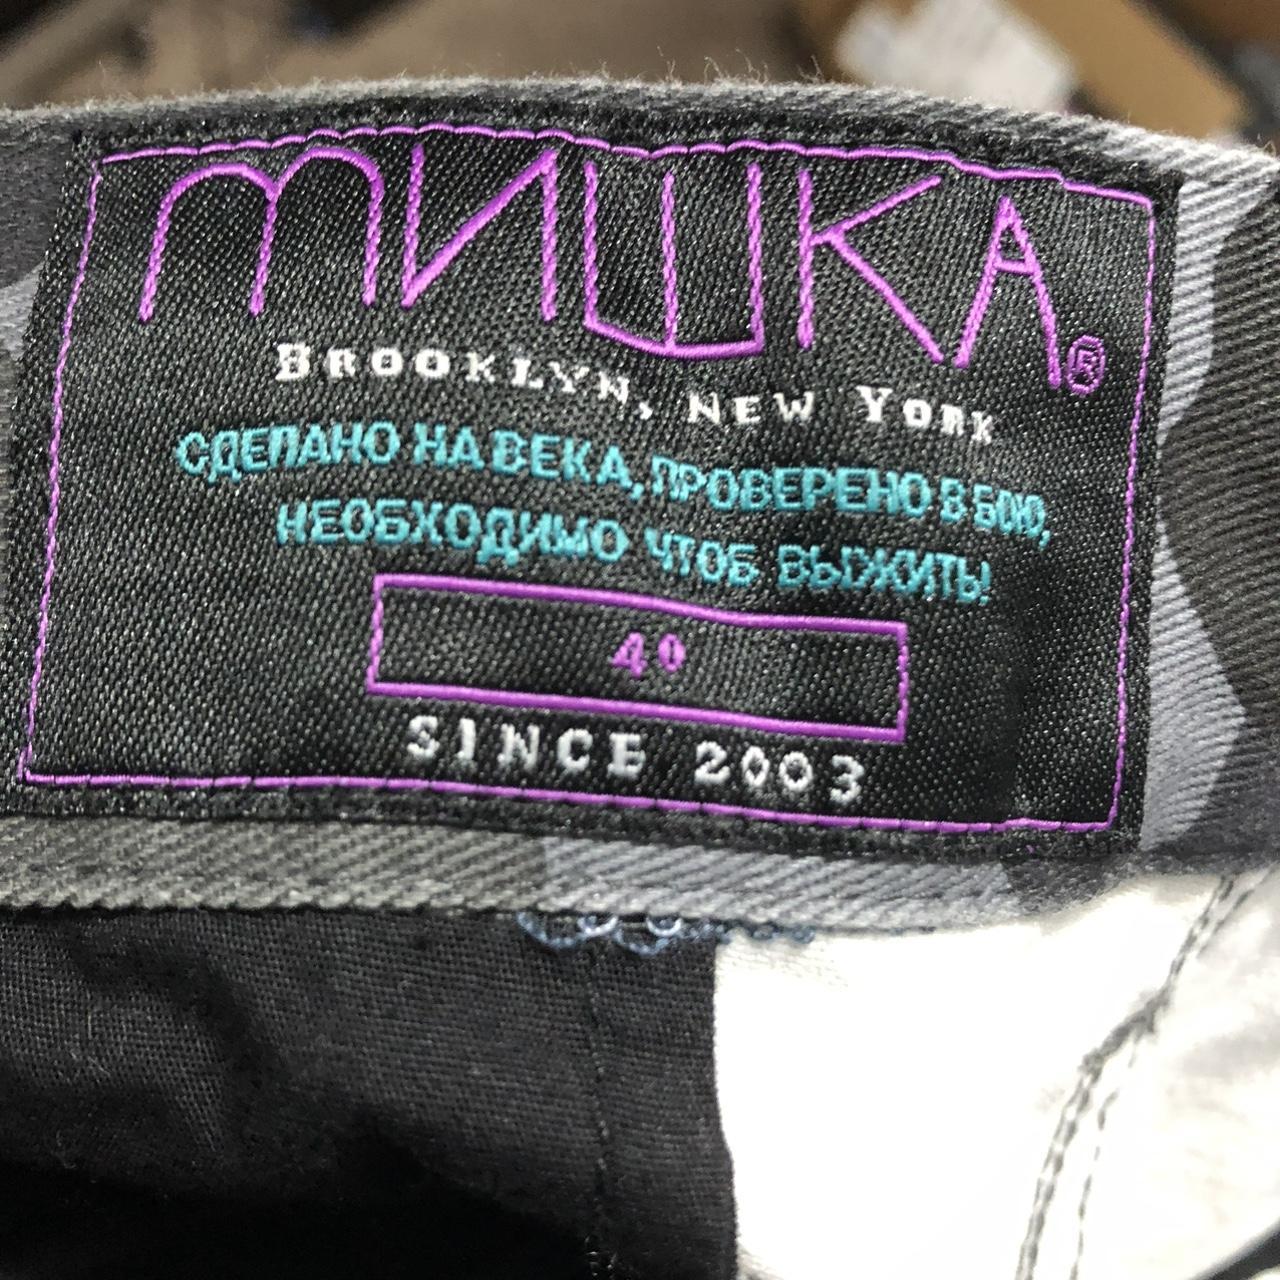 МИШКА®
BROOKLYN, NEW YORK
СДЕЛАНО НА ВЕКА, ПРОВЕРЕНО В БОЮ,
НЕОБХОДИМО ЧТОБ ВЫЖИТЬ!
40
SINCE 2003